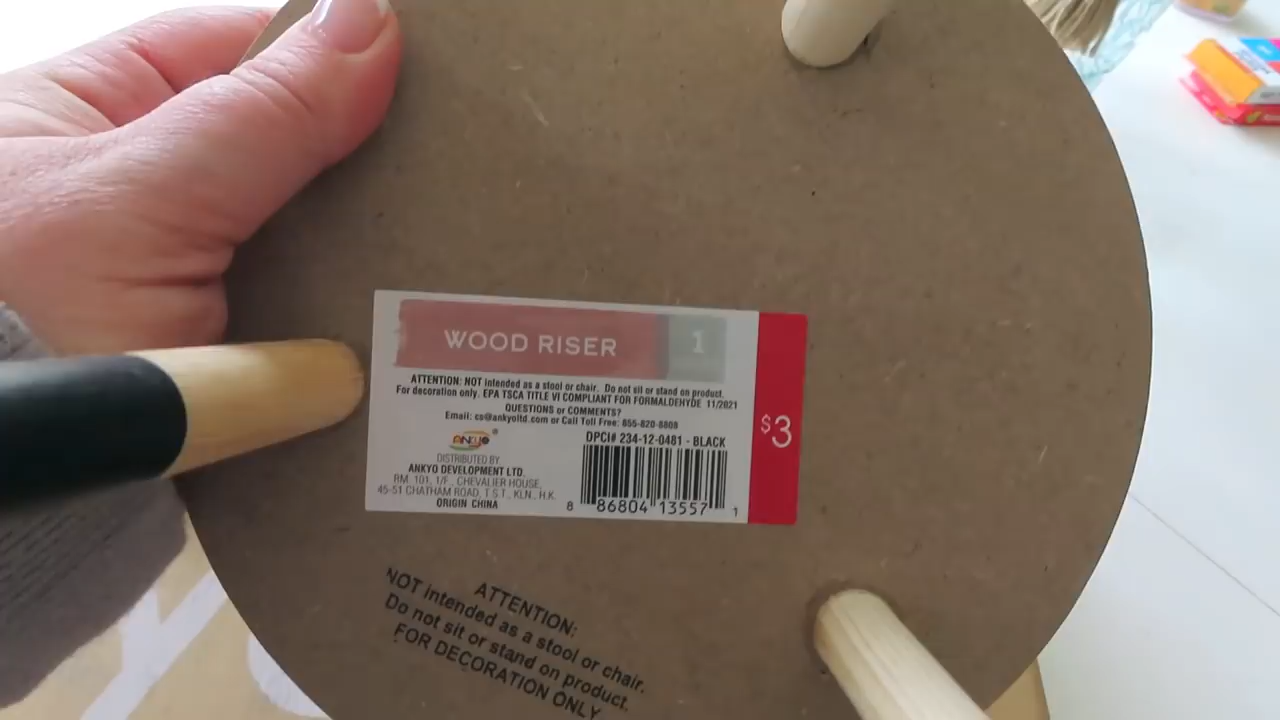 WOOD RISER 1
ATTENTION: NOT intended as a stool or chair. Do not sit or stand on product.
For decoration only. EPA TSCA TITLE VI COMPLIANT FOR FORMALDEHYDE 11/2021
QUESTIONS or COMMENTS?
Email: cs@ankyoltd.com or Call Toll Free: 855-820-8808
ANKYO®
DISTRIBUTED BY
ANKYO DEVELOPMENT LTD.
RM. 101, 1/F., CHEVALIER HOUSE,
45-51 CHATHAM ROAD, T.S.T., KLN., H.K.
ORIGIN CHINA
DPCI# 234-12-0481 - BLACK
8 86804 13557 1
$3
ATTENTION:
NOT intended as a stool or chair.
Do not sit or stand on product.
FOR DECORATION ONLY